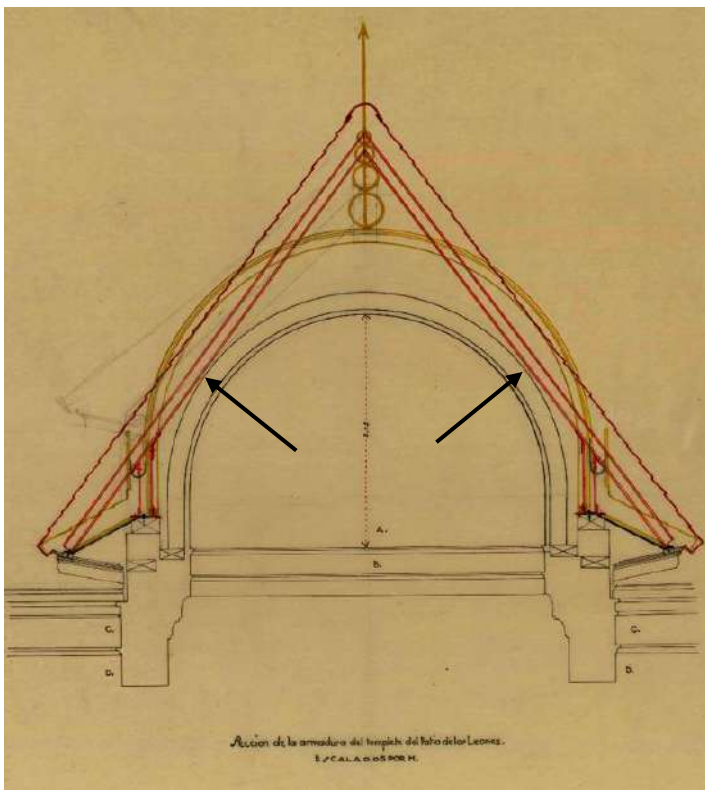 A.
B.
C.
C.
D.
D.
Sección de la armadura del templete del Patio de los Leones.
ESCALA 0.05 POR M.